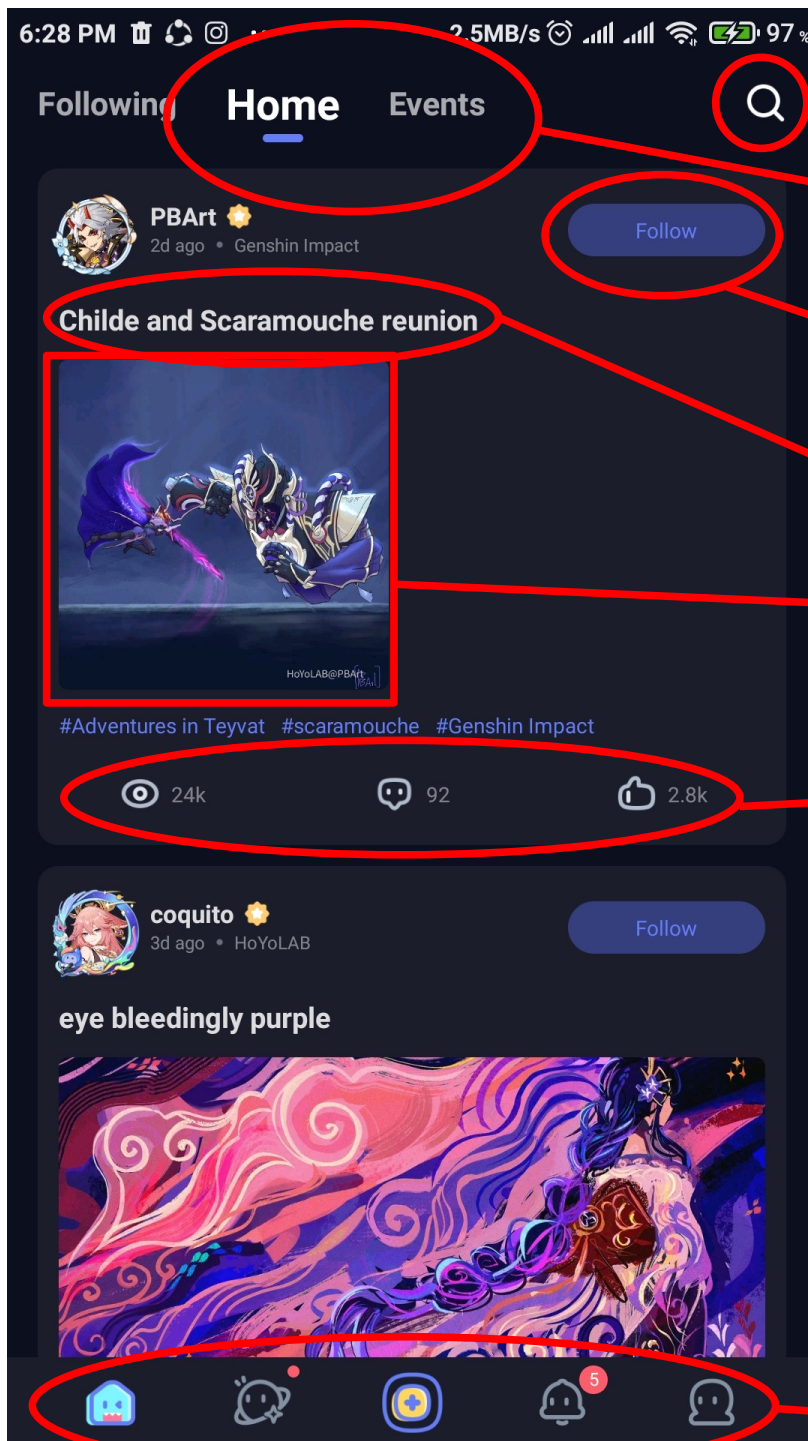 6:28 PM 2.5MB/s 97 %
Following Home Events
PBArt
Follow
2d ago • Genshin Impact
Childe and Scaramouche reunion
HoYoLAB@PBArt
#Adventures in Teyvat #scaramouche #Genshin Impact
24k 92 2.8k
coquito
Follow
3d ago • HoYoLAB
eye bleedingly purple
5